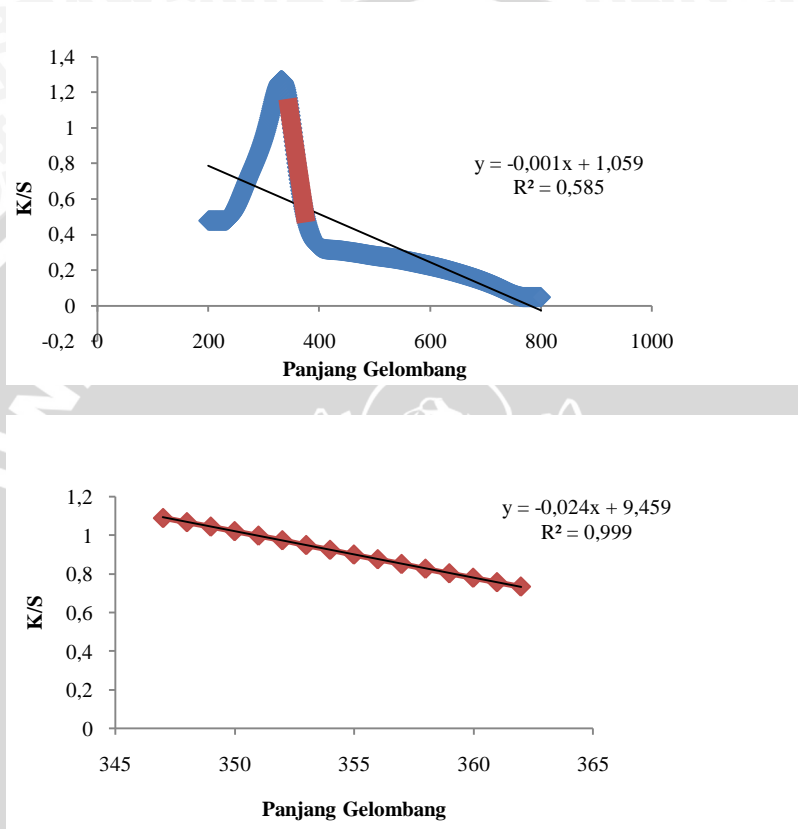 1,4
1,2
1
0,8
0,6
0,4
0,2
0
-0,2
K/S
y = -0,001x + 1,059
R² = 0,585
0 200 400 600 800 1000
Panjang Gelombang
1,2
1
0,8
0,6
0,4
0,2
0
K/S
y = -0,024x + 9,459
R² = 0,999
345 350 355 360 365
Panjang Gelombang